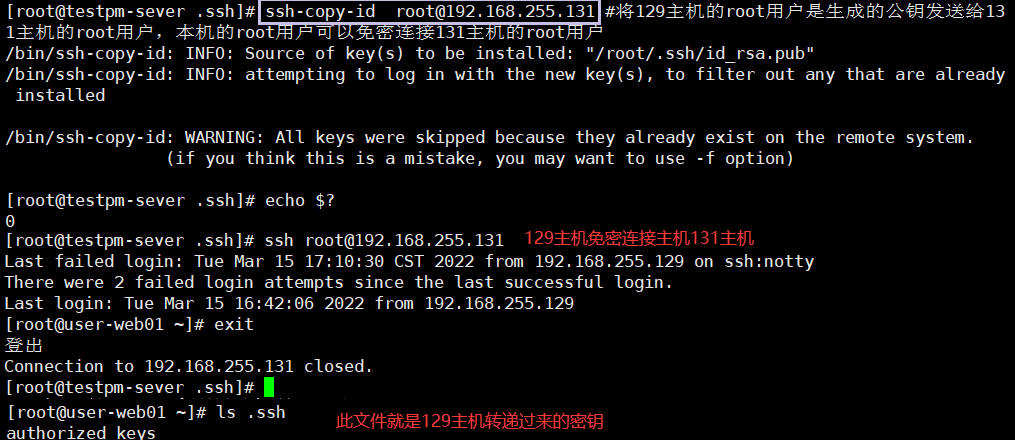 [root@testpm-sever .ssh]# ssh-copy-id  root@192.168.255.131 #将129主机的root用户是生成的公钥发送给13
1主机的root用户，本机的root用户可以免密连接131主机的root用户
/bin/ssh-copy-id: INFO: Source of key(s) to be installed: "/root/.ssh/id_rsa.pub"
/bin/ssh-copy-id: INFO: attempting to log in with the new key(s), to filter out any that are already
 installed
/bin/ssh-copy-id: WARNING: All keys were skipped because they already exist on the remote system.
(if you think this is a mistake, you may want to use -f option)
[root@testpm-sever .ssh]# echo $?
0
[root@testpm-sever .ssh]# ssh root@192.168.255.131 129主机免密连接主机131主机
Last failed login: Tue Mar 15 17:10:30 CST 2022 from 192.168.255.129 on ssh:notty
There were 2 failed login attempts since the last successful login.
Last login: Tue Mar 15 16:42:06 2022 from 192.168.255.129
[root@user-web01 ~]# exit
登出
Connection to 192.168.255.131 closed.
[root@testpm-sever .ssh]#
[root@user-web01 ~]# ls .ssh 此文件就是129主机转递过来的密钥
authorized_keys